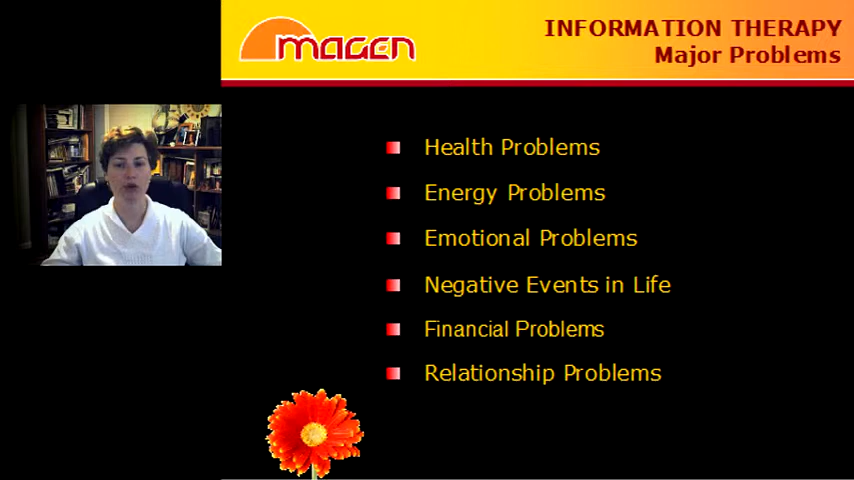 magen
INFORMATION THERAPY
Major Problems
Health Problems
Energy Problems
Emotional Problems
Negative Events in Life
Financial Problems
Relationship Problems